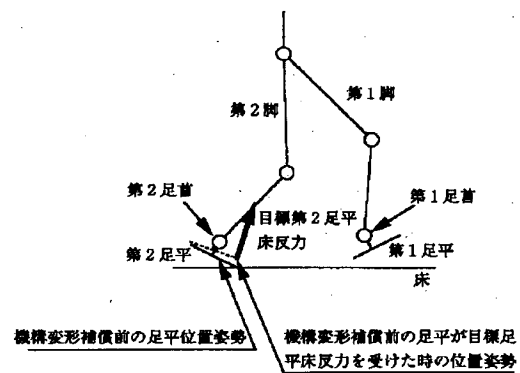 第1脚
第2脚
第2足首
第1足首
目標第2足平
床反力
第2足平
第1足平
床
機構変形補償前の足平位置姿勢
機構変形補償前の足平が目標足
平床反力を受けた時の位置姿勢